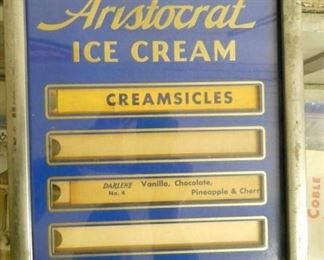 Aristocrat
ICE CREAM
CREAMSICLES
DARLENE Vanilla, Chocolate,
No. 4 Pineapple & Cherr
COBLE